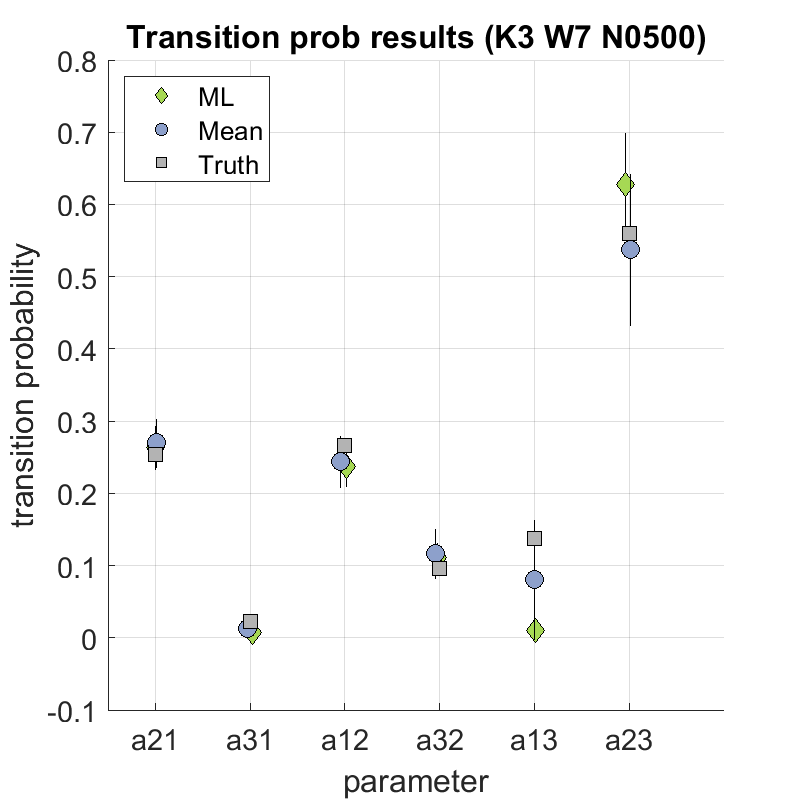 Transition prob results (K3 W7 N0500)
ML
Mean
Truth
0.8
0.7
0.6
0.5
0.4
0.3
0.2
0.1
0
-0.1
transition probability
a21 a31 a12 a32 a13 a23
parameter